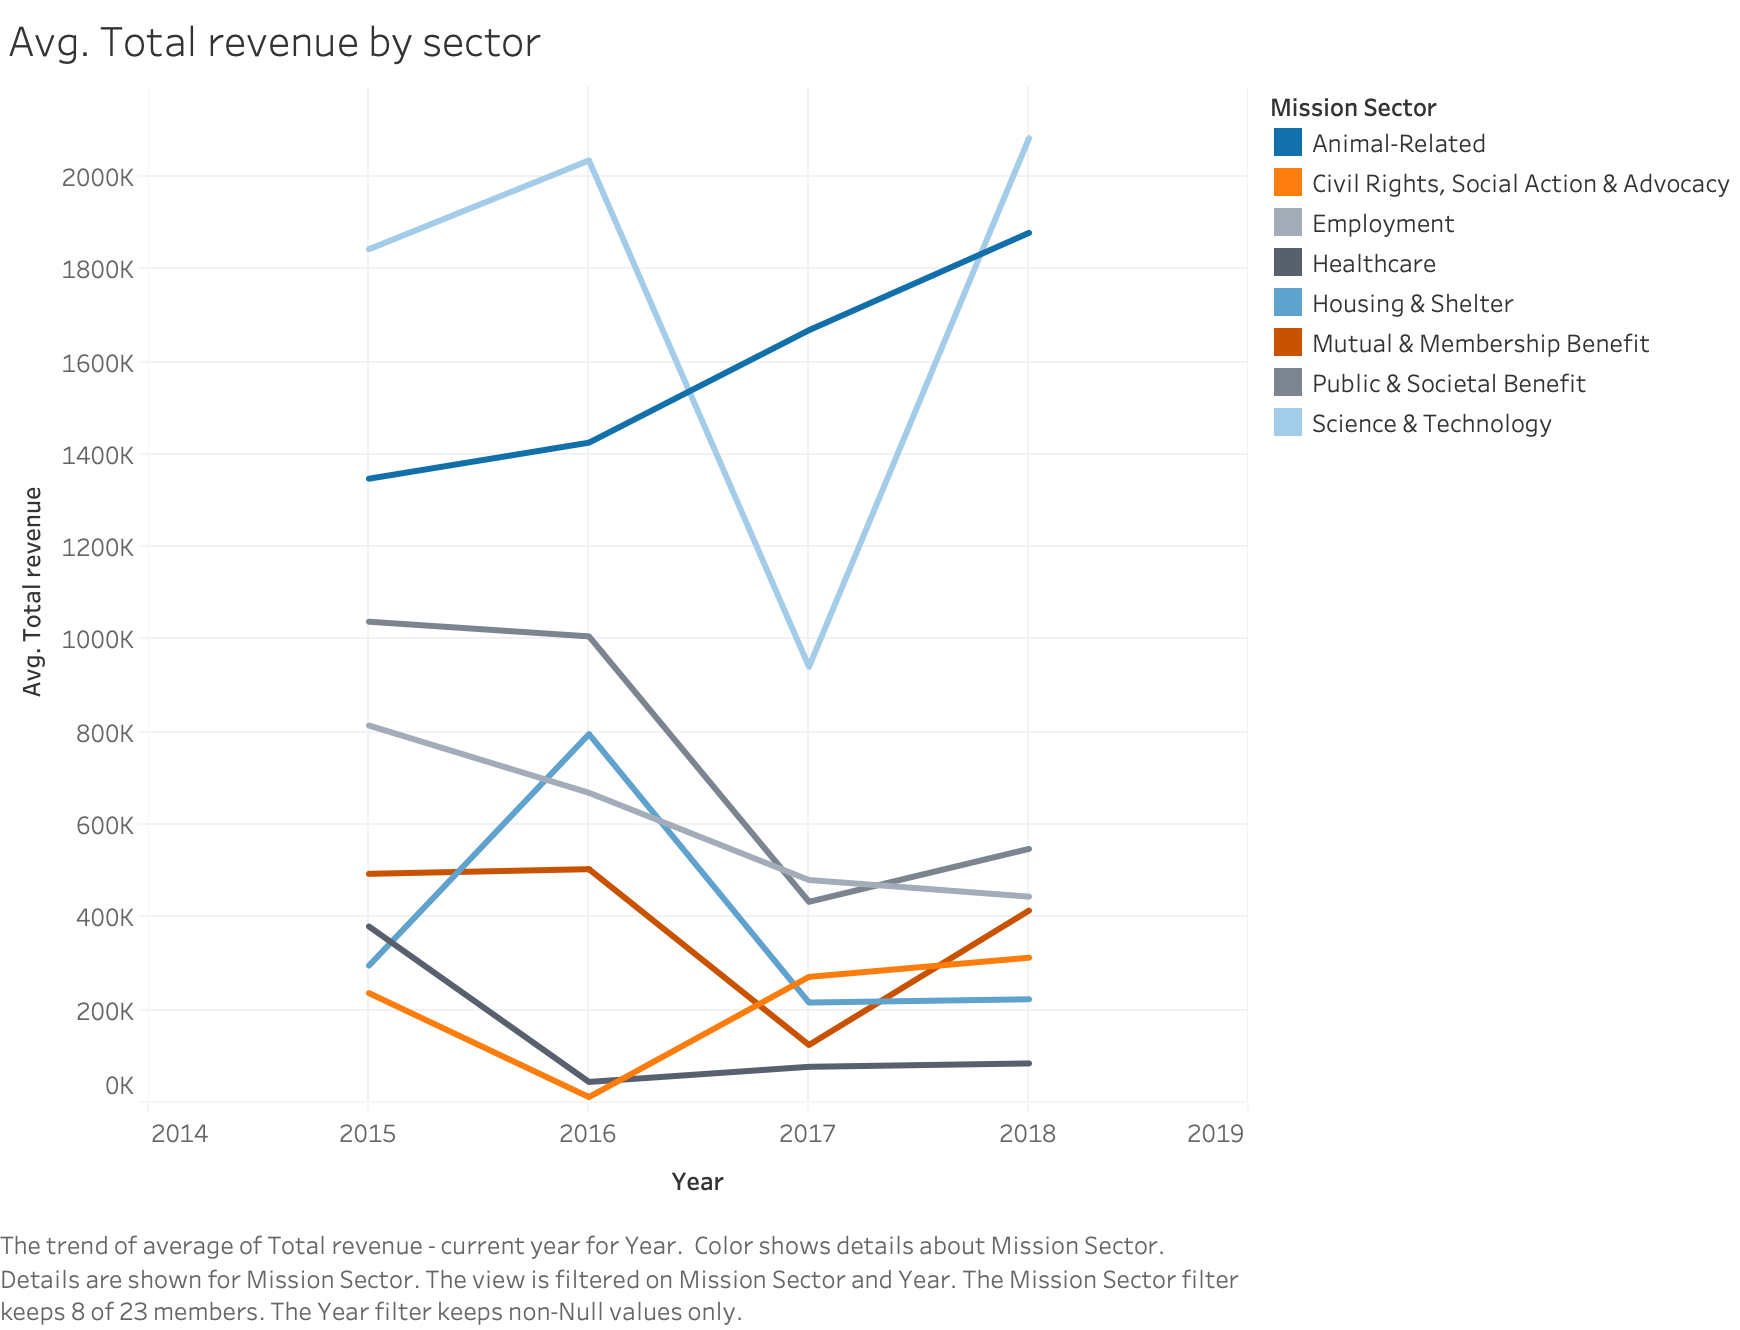 Avg. Total revenue by sector
Mission Sector
Animal-Related
Civil Rights, Social Action & Advocacy
Employment
Healthcare
Housing & Shelter
Mutual & Membership Benefit
Public & Societal Benefit
Science & Technology
Avg. Total revenue
2000K
1800K
1600K
1400K
1200K
1000K
800K
600K
400K
200K
0K
2014 2015 2016 2017 2018 2019
Year
The trend of average of Total revenue - current year for Year.  Color shows details about Mission Sector.
Details are shown for Mission Sector. The view is filtered on Mission Sector and Year. The Mission Sector filter
keeps 8 of 23 members. The Year filter keeps non-Null values only.